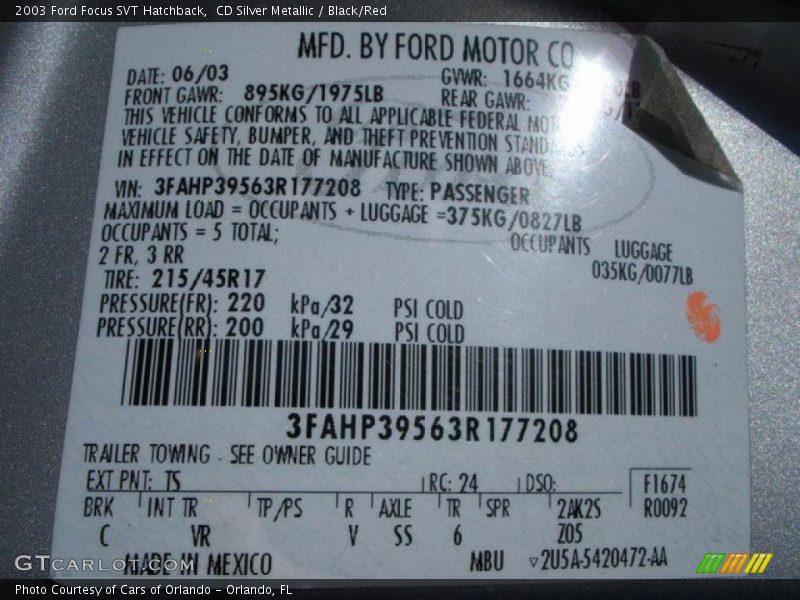 2003 Ford Focus SVT Hatchback,  CD Silver Metallic / Black/Red
MFD. BY FORD MOTOR CO
DATE: 06/03
GVWR: 1664KG
FRONT GAWR: 895KG/1975LB
REAR GAWR:
THIS VEHICLE CONFORMS TO ALL APPLICABLE FEDERAL
VEHICLE SAFETY, BUMPER, AND THEFT PREVENTION
IN EFFECT ON THE DATE OF MANUFACTURE SHOWN ABOVE.
VIN: 3FAHP39563R177208 TYPE: PASSENGER
MAXIMUM LOAD = OCCUPANTS + LUGGAGE =375KG/0827LB
OCCUPANTS = 5 TOTAL; OCCUPANTS LUGGAGE
2 FR, 3 RR 035KG/0077LB
TIRE: 215/45R17
PRESSURE(FR): 220 kPa/32 PSI COLD
PRESSURE(RR): 200 kPa/29 PSI COLD
3FAHP39563R177208
TRAILER TOWING - SEE OWNER GUIDE
EXT PNT: TS RC: 24 DSO: F1674
BRK INT TR TP/PS R AXLE TR SPR 2AK2S R0092
C VR V SS 6 Z05
MADE IN MEXICO MBU ▽2U5A-5420472-AA
GTCARLOT.COM
Photo Courtesy of Cars of Orlando - Orlando, FL